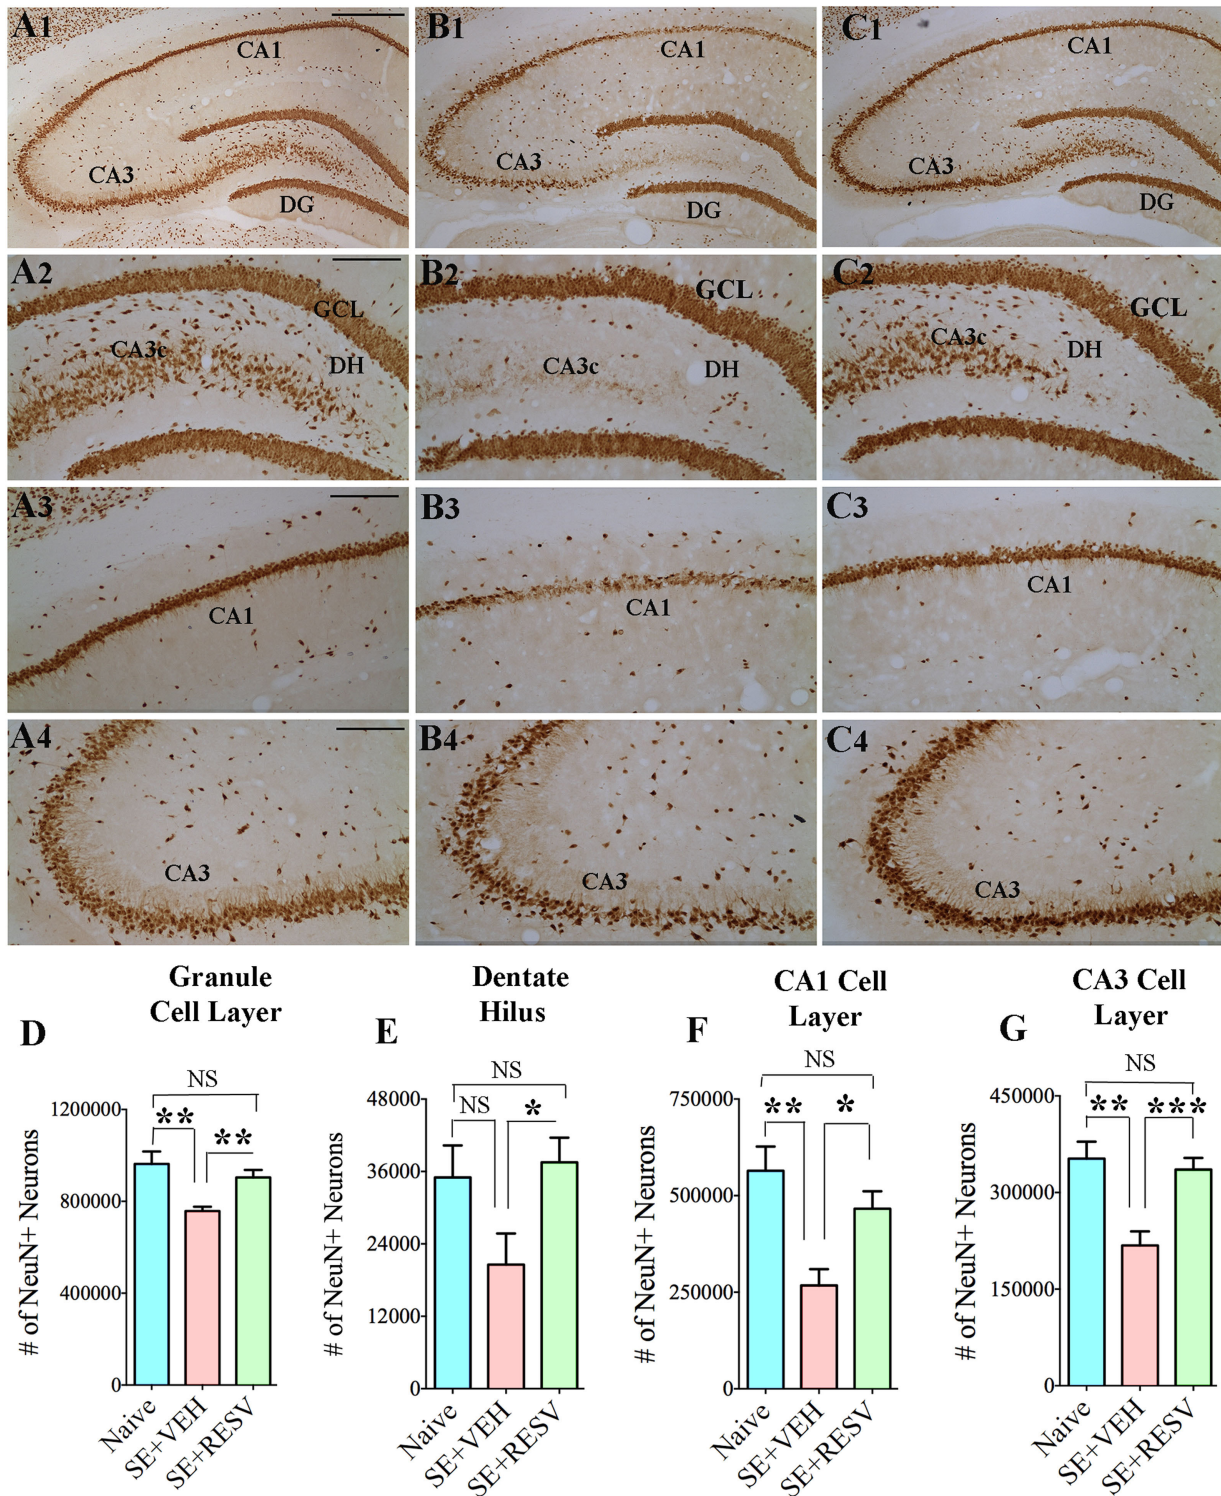 A1
CA1
CA3
DG
B1
CA1
CA3
DG
C1
CA1
CA3
DG
A2
GCL
CA3c
DH
B2
GCL
CA3c
DH
C2
GCL
CA3c
DH
A3
CA1
B3
CA1
C3
CA1
A4
CA3
B4
CA3
C4
CA3
D
Granule
Cell Layer
# of NeuN+ Neurons
1200000
800000
400000
0
NS
**
**
Naive
SE+VEH
SE+RESV
E
Dentate
Hilus
# of NeuN+ Neurons
48000
36000
24000
12000
0
NS
NS
*
Naive
SE+VEH
SE+RESV
F
CA1 Cell
Layer
# of NeuN+ Neurons
750000
500000
250000
0
NS
**
*
Naive
SE+VEH
SE+RESV
G
CA3 Cell
Layer
# of NeuN+ Neurons
450000
300000
150000
0
NS
**
***
Naive
SE+VEH
SE+RESV